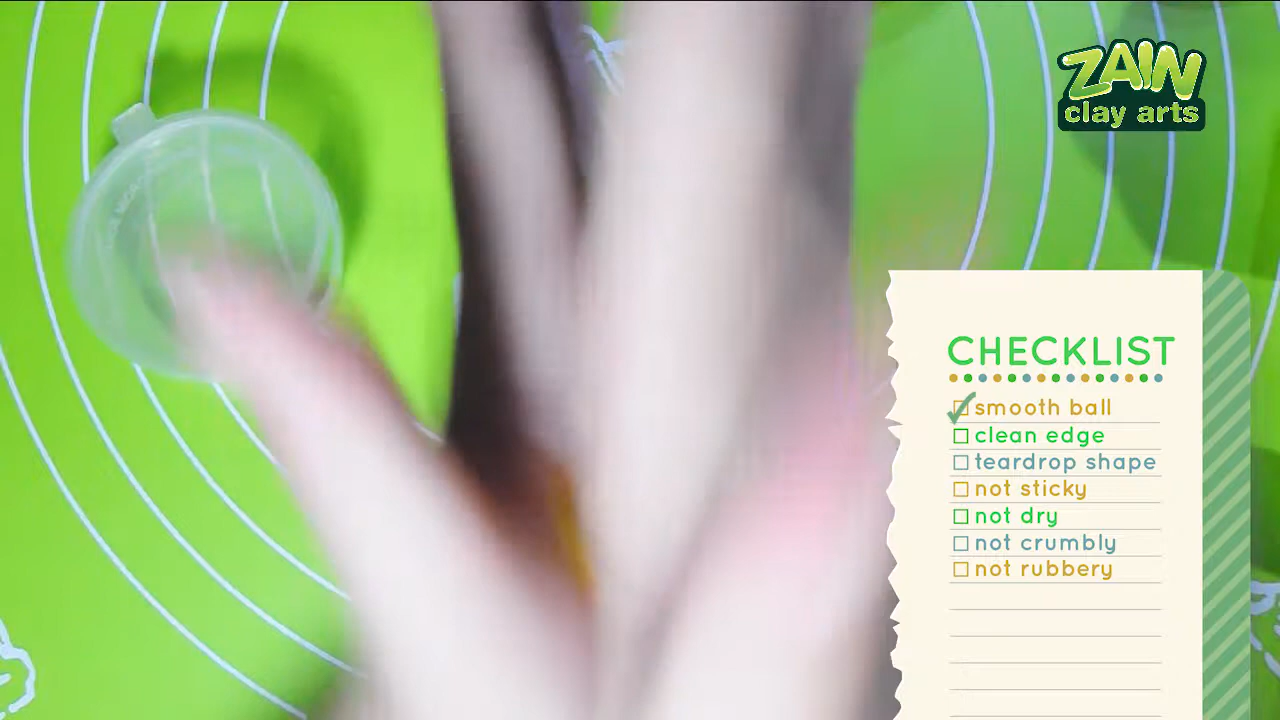 ZAIN
clay arts
CHECKLIST
smooth ball
clean edge
teardrop shape
not sticky
not dry
not crumbly
not rubbery